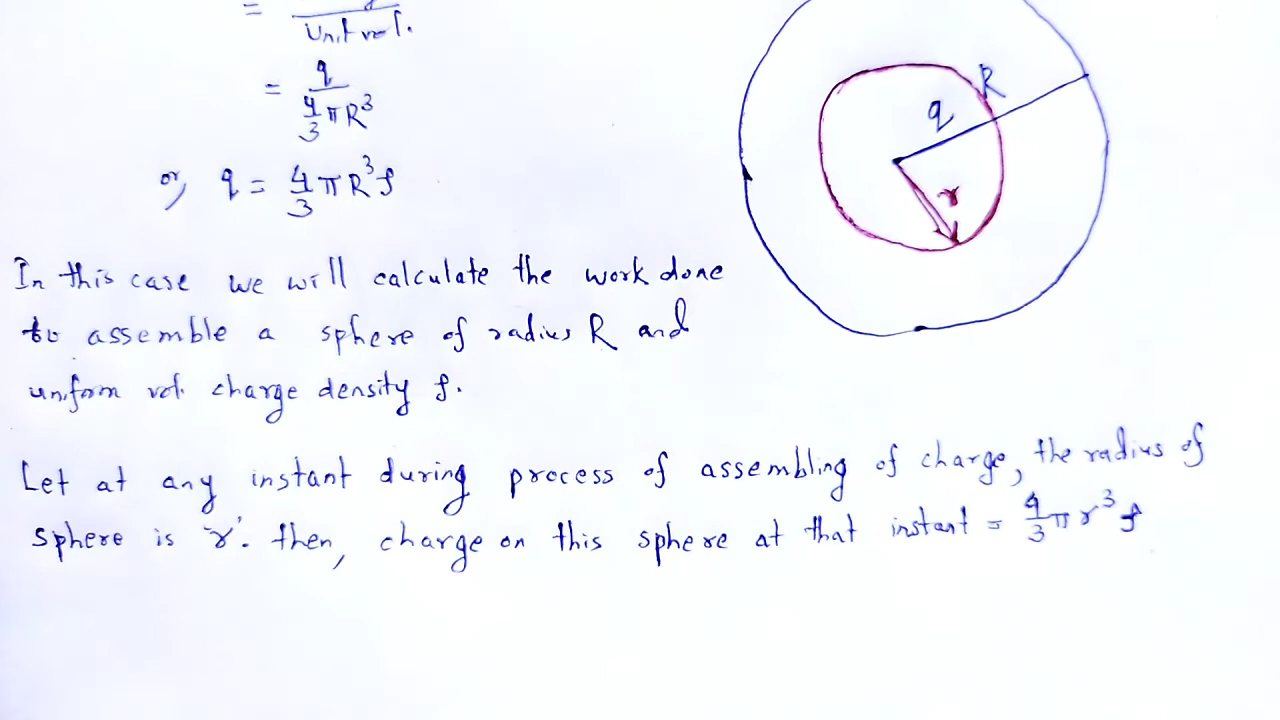 =
Unit vol.
= q / 4/3 π R³
or, q = 4/3 π R³ ρ
R
q
r
In this case we will calculate the work done
to assemble a sphere of radius R and
uniform vol. charge density ρ.
Let at any instant during process of assembling of charge, the radius of
sphere is 'r'. then, charge on this sphere at that instant = 4/3 π r³ ρ